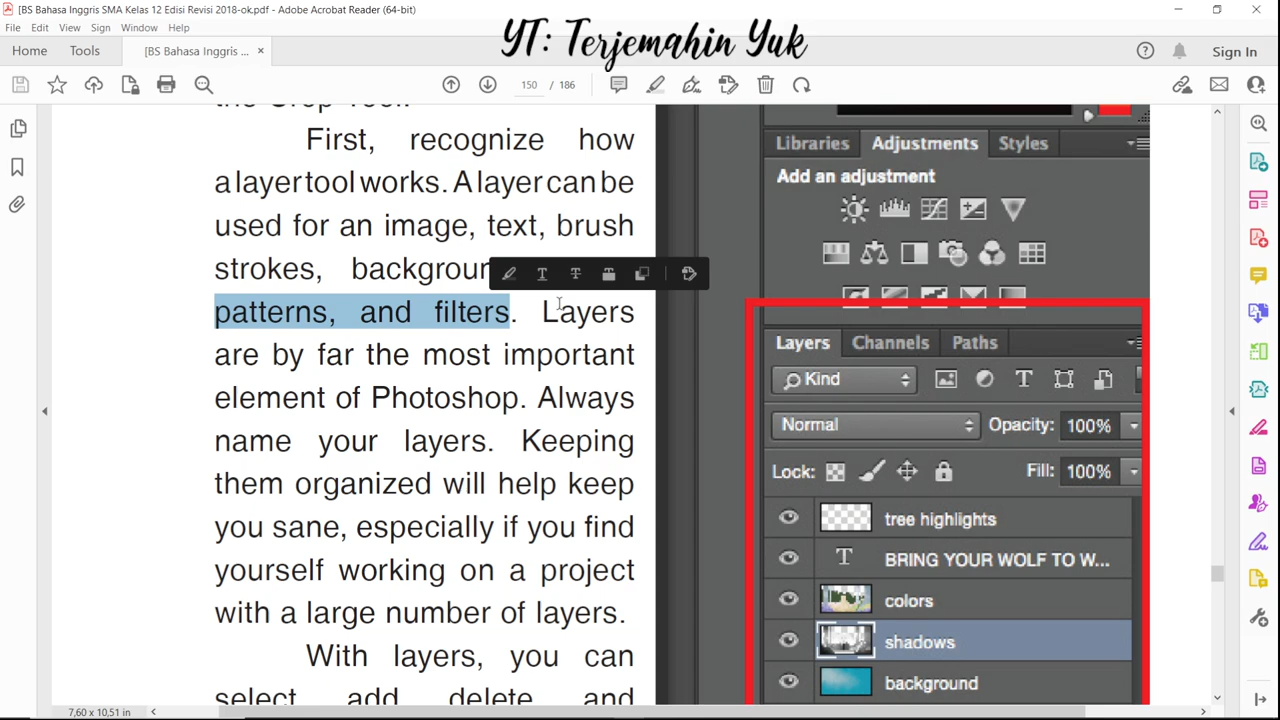 [BS Bahasa Inggris SMA Kelas 12 Edisi Revisi 2018-ok.pdf - Adobe Acrobat Reader (64-bit)
File Edit View Sign Window Help
YT: Terjemahin Yuk
Home Tools [BS Bahasa Inggris ... × Sign In
150 / 186
First, recognize how
a layer tool works. A layer can be
used for an image, text, brush
strokes,
patterns, and filters. Layers
are by far the most important
element of Photoshop. Always
name your layers. Keeping
them organized will help keep
you sane, especially if you find
yourself working on a project
with a large number of layers.
With layers, you can
select add delete and
Libraries Adjustments Styles
Add an adjustment
Layers Channels Paths
Kind
Normal Opacity: 100%
Lock: Fill: 100%
tree highlights
T BRING YOUR WOLF TO W...
colors
shadows
background
7,60 x 10,51 in